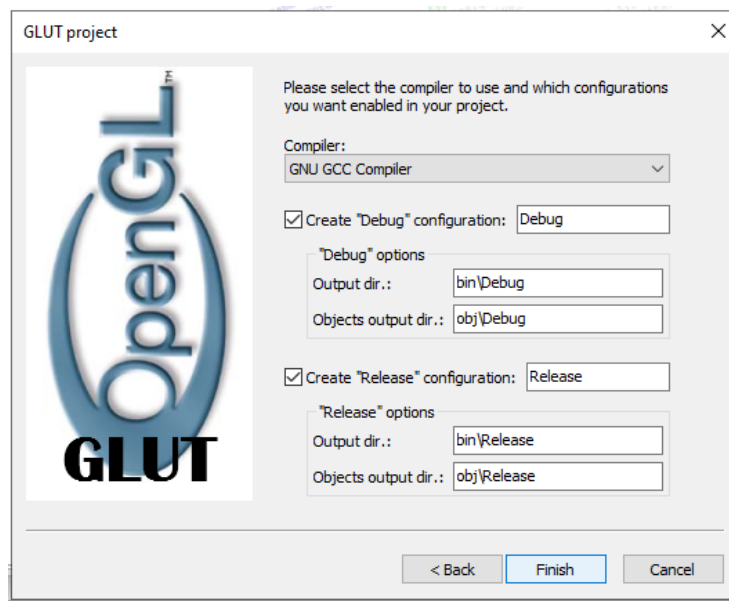 GLUT project
OpenGL
TM
GLUT
Please select the compiler to use and which configurations
you want enabled in your project.
Compiler:
GNU GCC Compiler
Create "Debug" configuration: Debug
"Debug" options
Output dir.: bin\Debug
Objects output dir.: obj\Debug
Create "Release" configuration: Release
"Release" options
Output dir.: bin\Release
Objects output dir.: obj\Release
< Back Finish Cancel